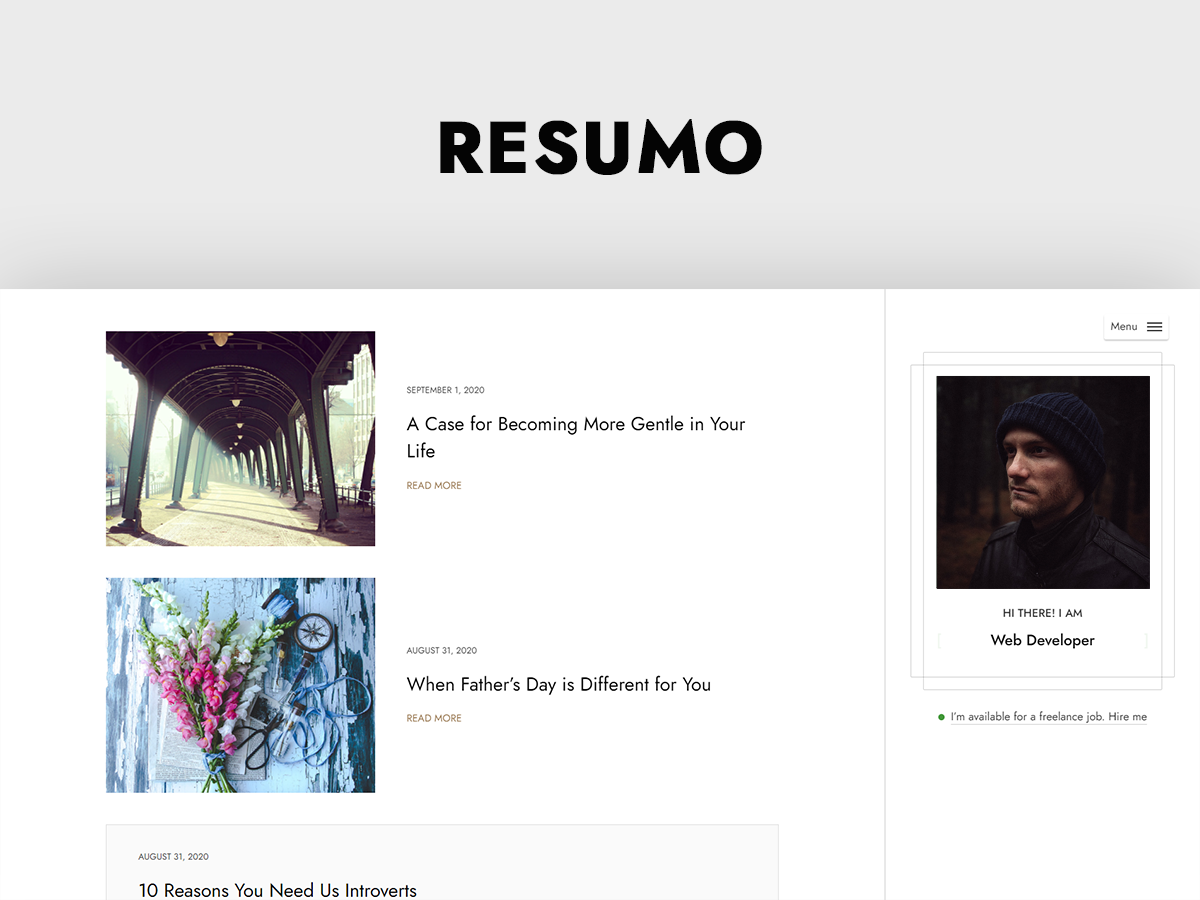 RESUMO
SEPTEMBER 1, 2020
A Case for Becoming More Gentle in Your
Life
READ MORE
AUGUST 31, 2020
When Father’s Day is Different for You
READ MORE
AUGUST 31, 2020
10 Reasons You Need Us Introverts
Menu
HI THERE! I AM
Web Developer
I’m available for a freelance job. Hire me